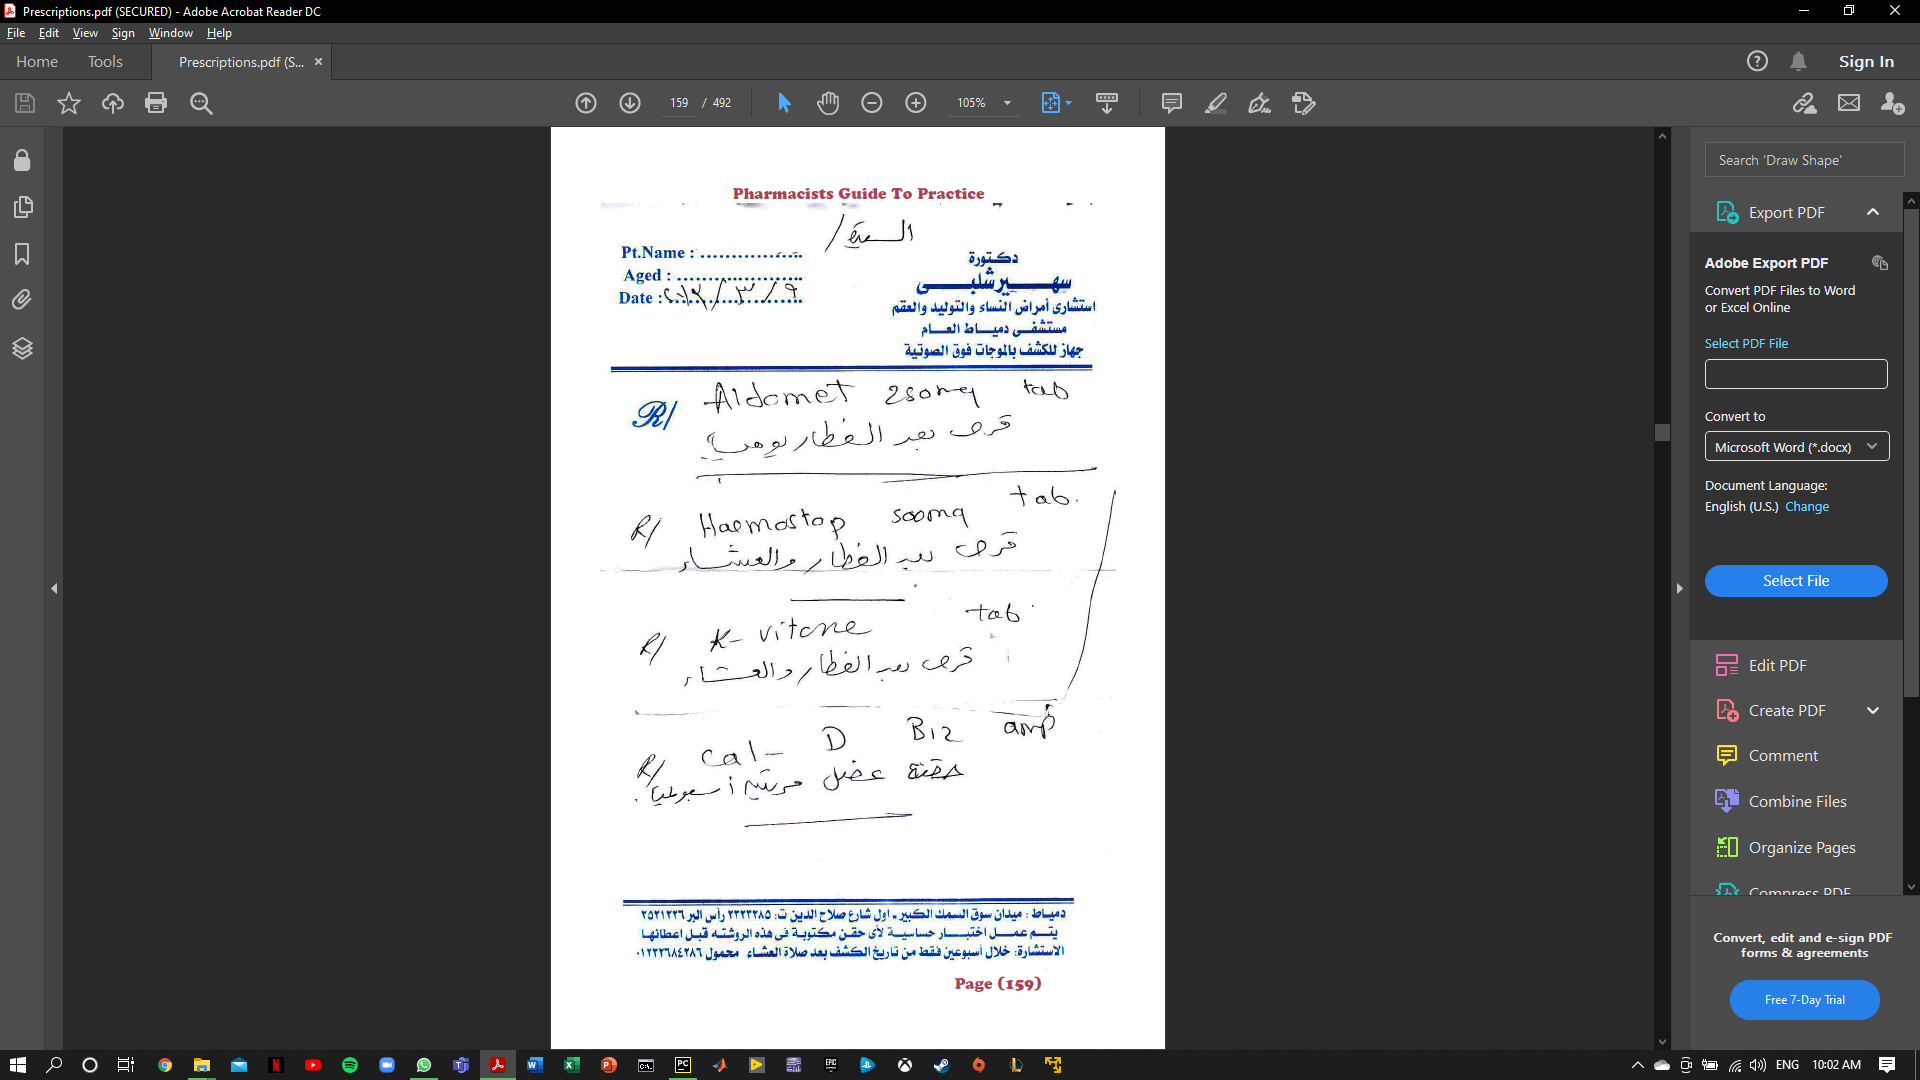 Prescriptions.pdf (SECURED) - Adobe Acrobat Reader DC
File Edit View Sign Window Help
Home Tools Prescriptions.pdf (S... ×
Sign In
159 / 492 105%
Search 'Draw Shape'
Export PDF
Adobe Export PDF
Convert PDF Files to Word
or Excel Online
Select PDF File
Convert to
Microsoft Word (*.docx)
Document Language:
English (U.S.) Change
Select File
Edit PDF
Create PDF
Comment
Combine Files
Organize Pages
Compress PDF
Convert, edit and e-sign PDF
forms & agreements
Free 7-Day Trial
Pharmacists Guide To Practice
السيدة /
Pt.Name : ....................
Aged : ......................
Date : ٢٠١٢ / ٣ / ٩
دكتورة
سهير شلبى
استشارى أمراض النساء والتوليد والعقم
مستشفى دمياط العام
جهاز للكشف بالموجات فوق الصوتية
R/ Aldomet 250mg tab
قرص بعد الفطار يومياً
R/ Haemostop 500mg tab.
قرص بعد الفطار والعشاء
R/ K-vitone tab
قرص بعد الفطار والعشاء
R/ Cal-D B12 amp
حقنة عضل مرتين أسبوعياً.
دمياط : ميدان سوق السمك الكبير ـ اول شارع صلاح الدين ت: ٢٣٢٣٢٨٥ رأس البر ٢٥٢١٢٢٦
يتم عمل اختبار حساسية لأى حقن مكتوبة فى هذه الروشته قبل اعطائها
الاستشارة: خلال أسبوعين فقط من تاريخ الكشف بعد صلاة العشاء محمول ٠١٢٢٢٦٨٤٢٨٦
Page (159)
ENG 10:02 AM